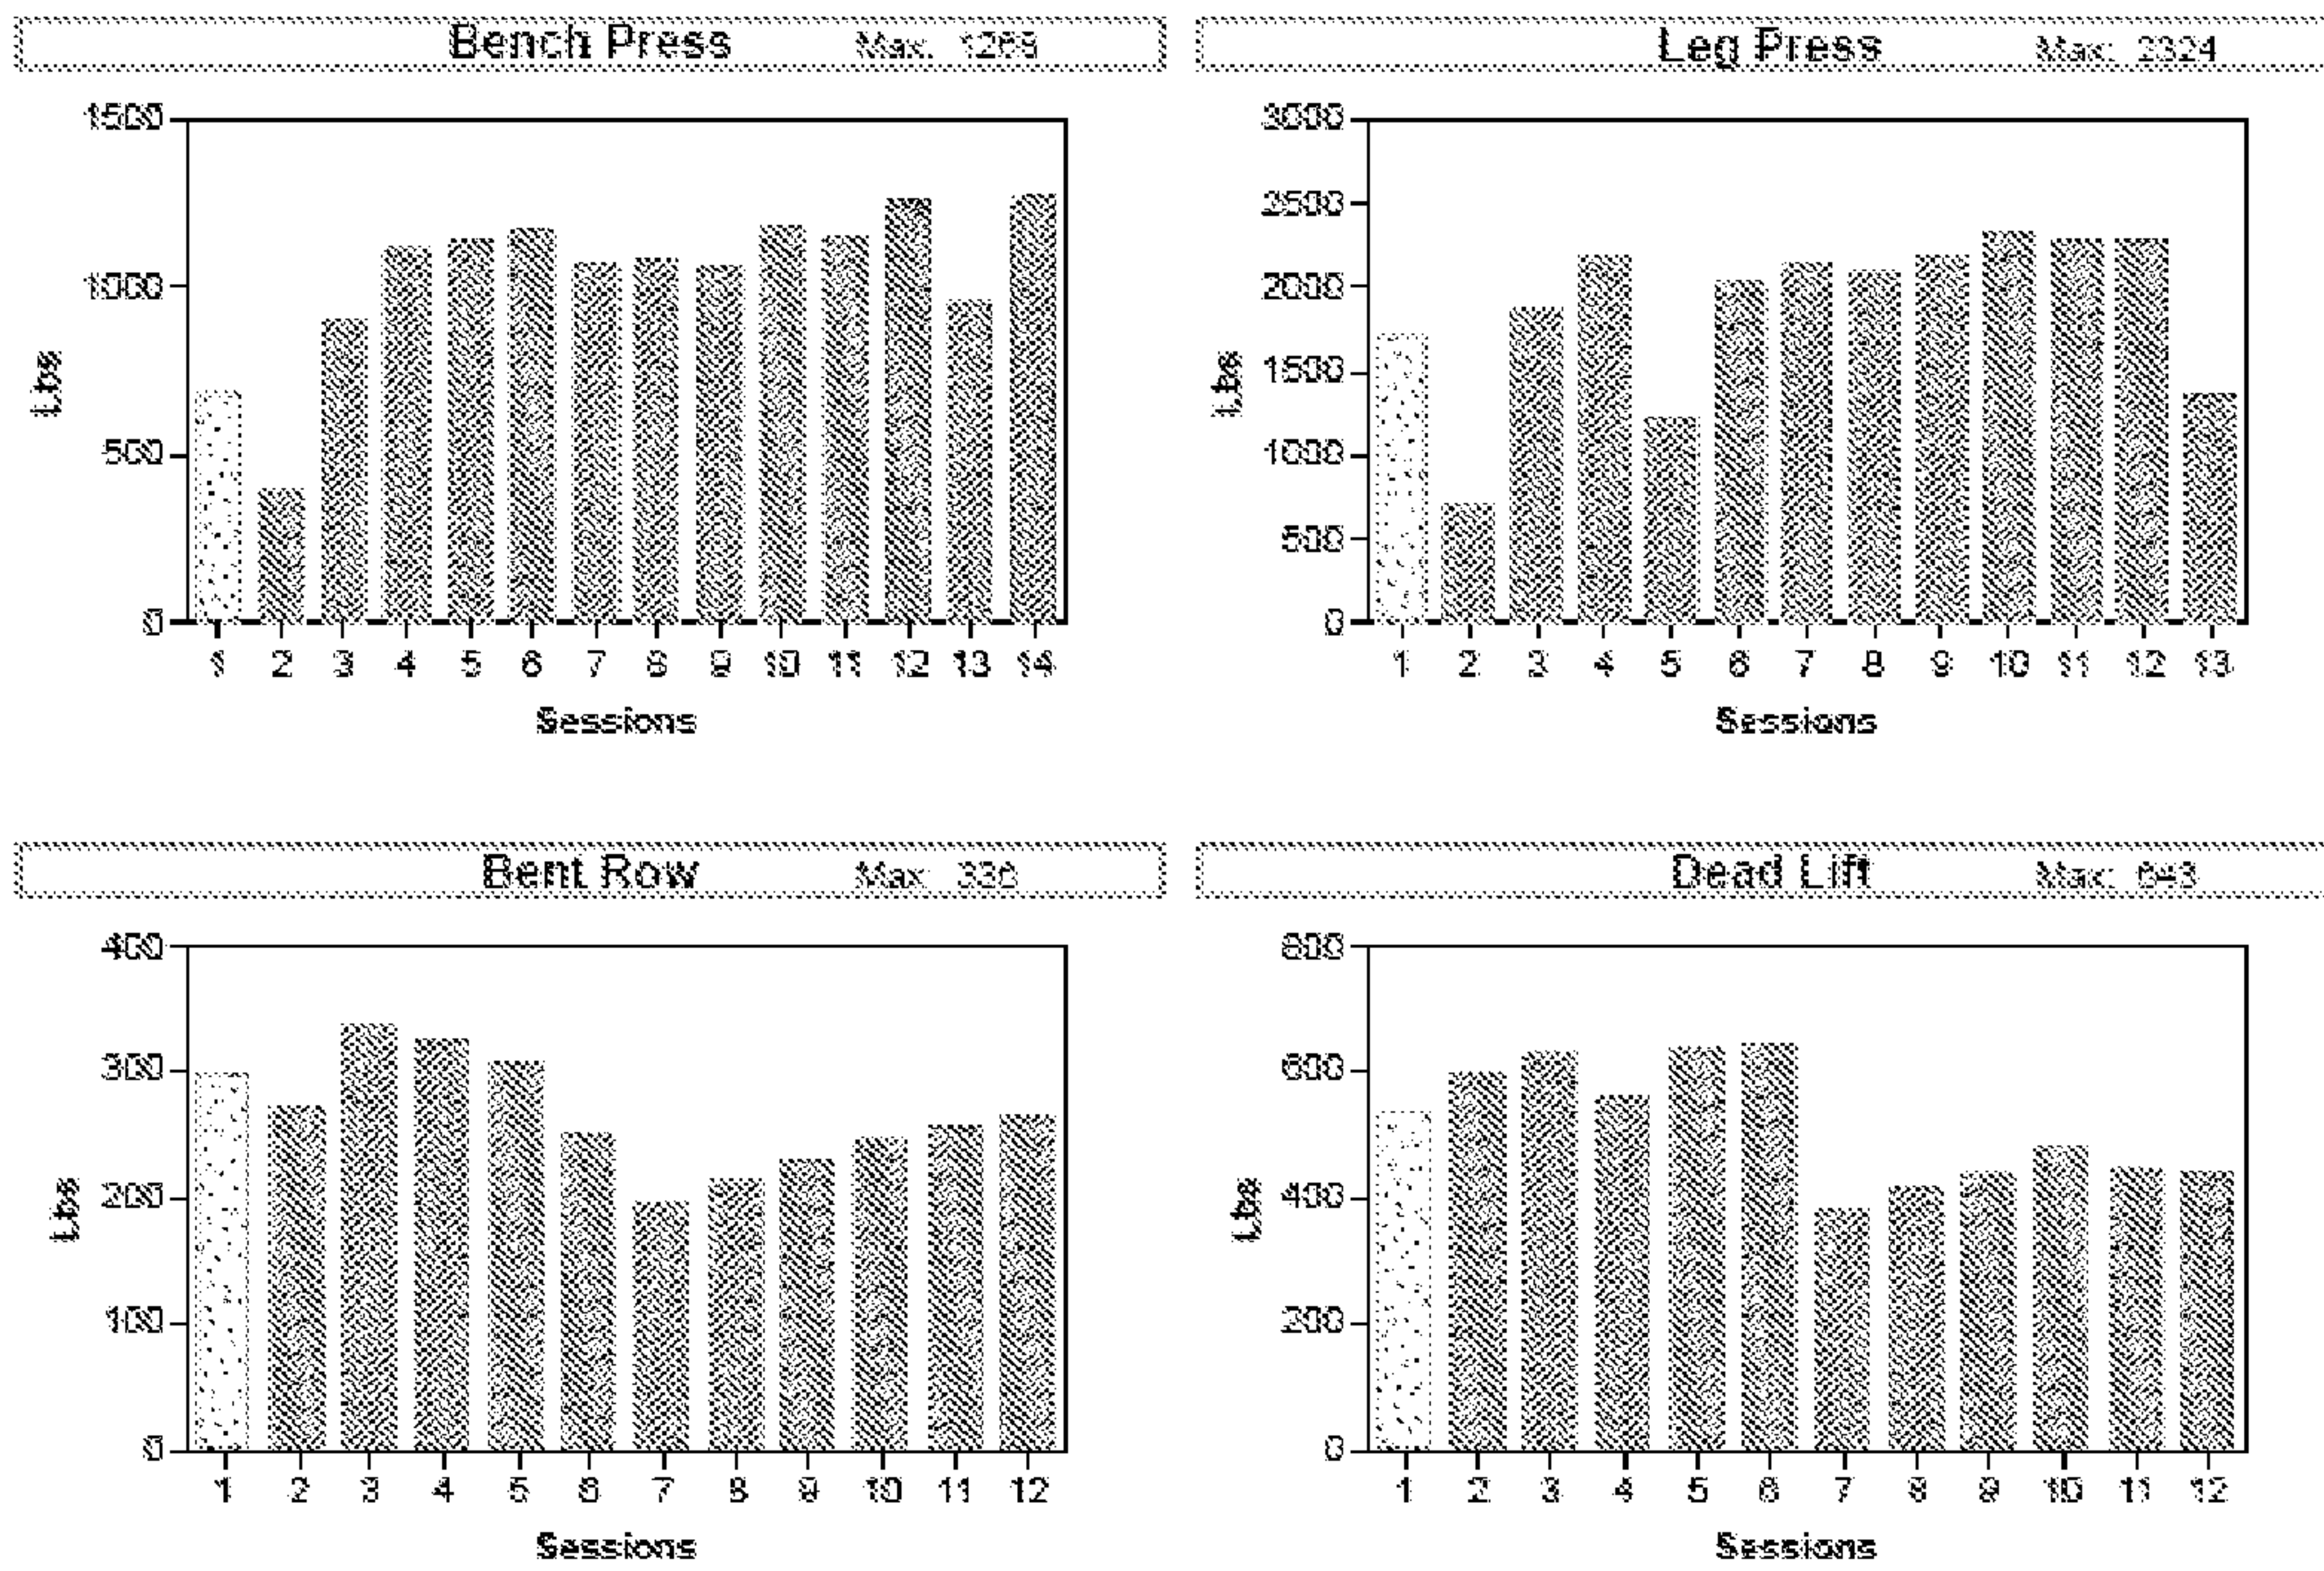 Bench Press Max:
1500
1000
500
0
Lbs
1 2 3 4 5 6 7 8 9 10 11 12 13 14
Sessions
Leg Press Max: 2324
3000
2500
2000
1500
1000
500
0
Lbs
1 2 3 4 5 6 7 8 9 10 11 12 13
Sessions
Bent Row Max: 336
400
300
200
100
0
Lbs
1 2 3 4 5 6 7 8 9 10 11 12
Sessions
Dead Lift Max: 643
800
600
400
200
0
Lbs
1 2 3 4 5 6 7 8 9 10 11 12
Sessions